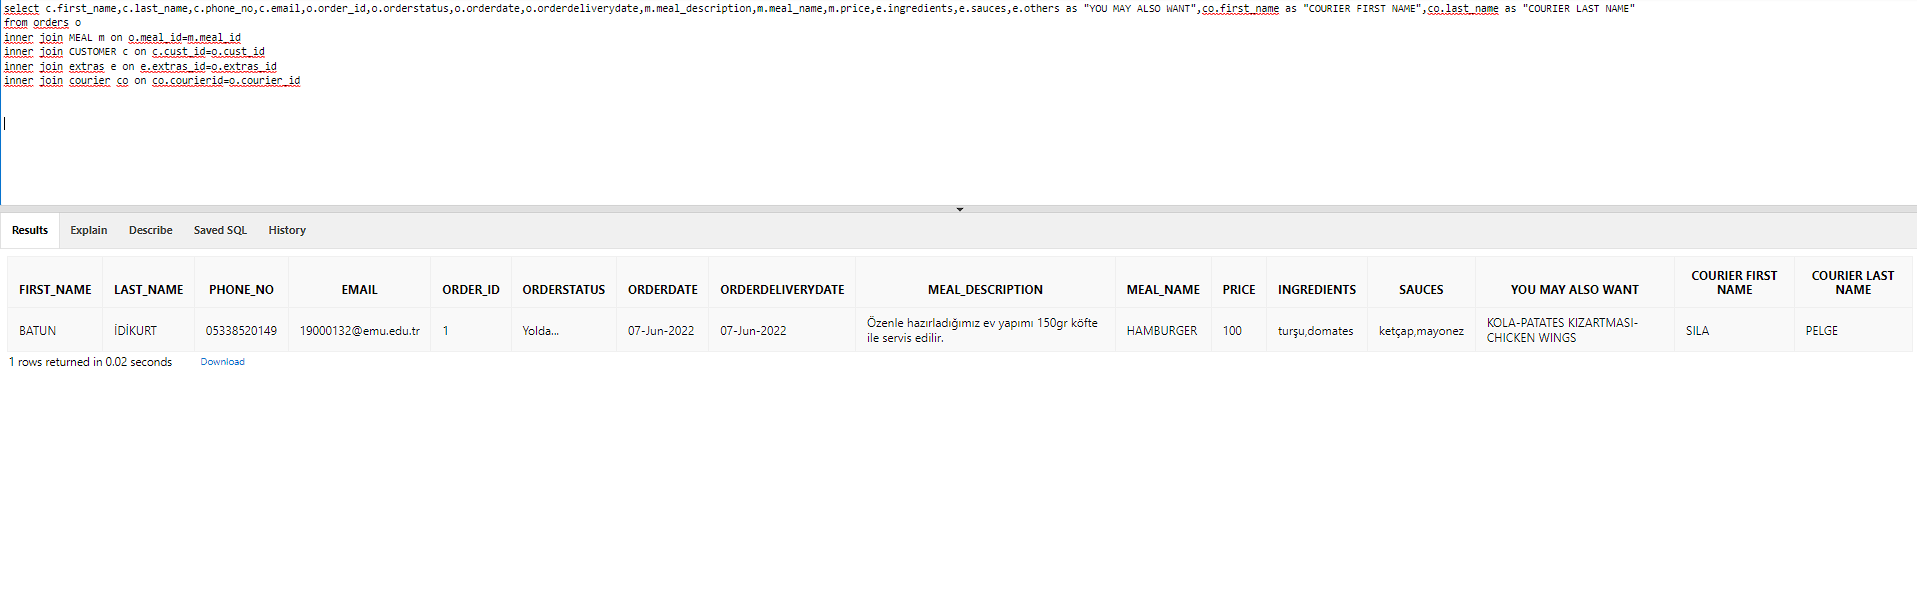 select c.first_name,c.last_name,c.phone_no,c.email,o.order_id,o.orderstatus,o.orderdate,o.orderdeliverydate,m.meal_description,m.meal_name,m.price,e.ingredients,e.sauces,e.others as "YOU MAY ALSO WANT",co.first_name as "COURIER FIRST NAME",co.last_name as "COURIER LAST NAME"
from orders o
inner join MEAL m on o.meal_id=m.meal_id
inner join CUSTOMER c on c.cust_id=o.cust_id
inner join extras e on e.extras_id=o.extras_id
inner join courier co on co.courierid=o.courier_id
Results Explain Describe Saved SQL History
FIRST_NAME LAST_NAME PHONE_NO EMAIL ORDER_ID ORDERSTATUS ORDERDATE ORDERDELIVERYDATE MEAL_DESCRIPTION MEAL_NAME PRICE INGREDIENTS SAUCES YOU MAY ALSO WANT COURIER FIRST NAME COURIER LAST NAME
BATUN İDİKURT 05338520149 19000132@emu.edu.tr 1 Yolda... 07-Jun-2022 07-Jun-2022 Özenle hazırladığımız ev yapımı 150gr köfte ile servis edilir. HAMBURGER 100 turşu,domates ketçap,mayonez KOLA-PATATES KIZARTMASI-CHICKEN WINGS SILA PELGE
1 rows returned in 0.02 seconds Download